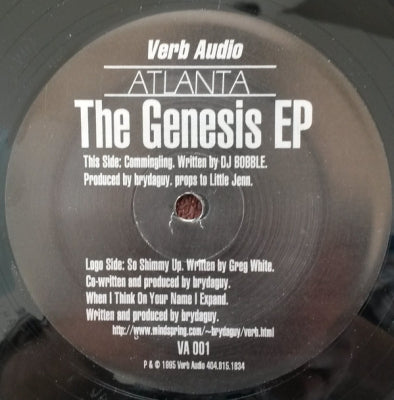 Verb Audio
ATLANTA
The Genesis EP
This Side: Commingling. Written by DJ BOBBLE.
Produced by brydaguy. props to Little Jenn.
Logo Side: So Shimmy Up. Written by Greg White.
Co-written and produced by brydaguy.
When I Think On Your Name I Expand.
Written and produced by brydaguy.
http://www.mindspring.com/~brydaguy/verb.html
VA 001
P & © 1995 Verb Audio 404.815.1634